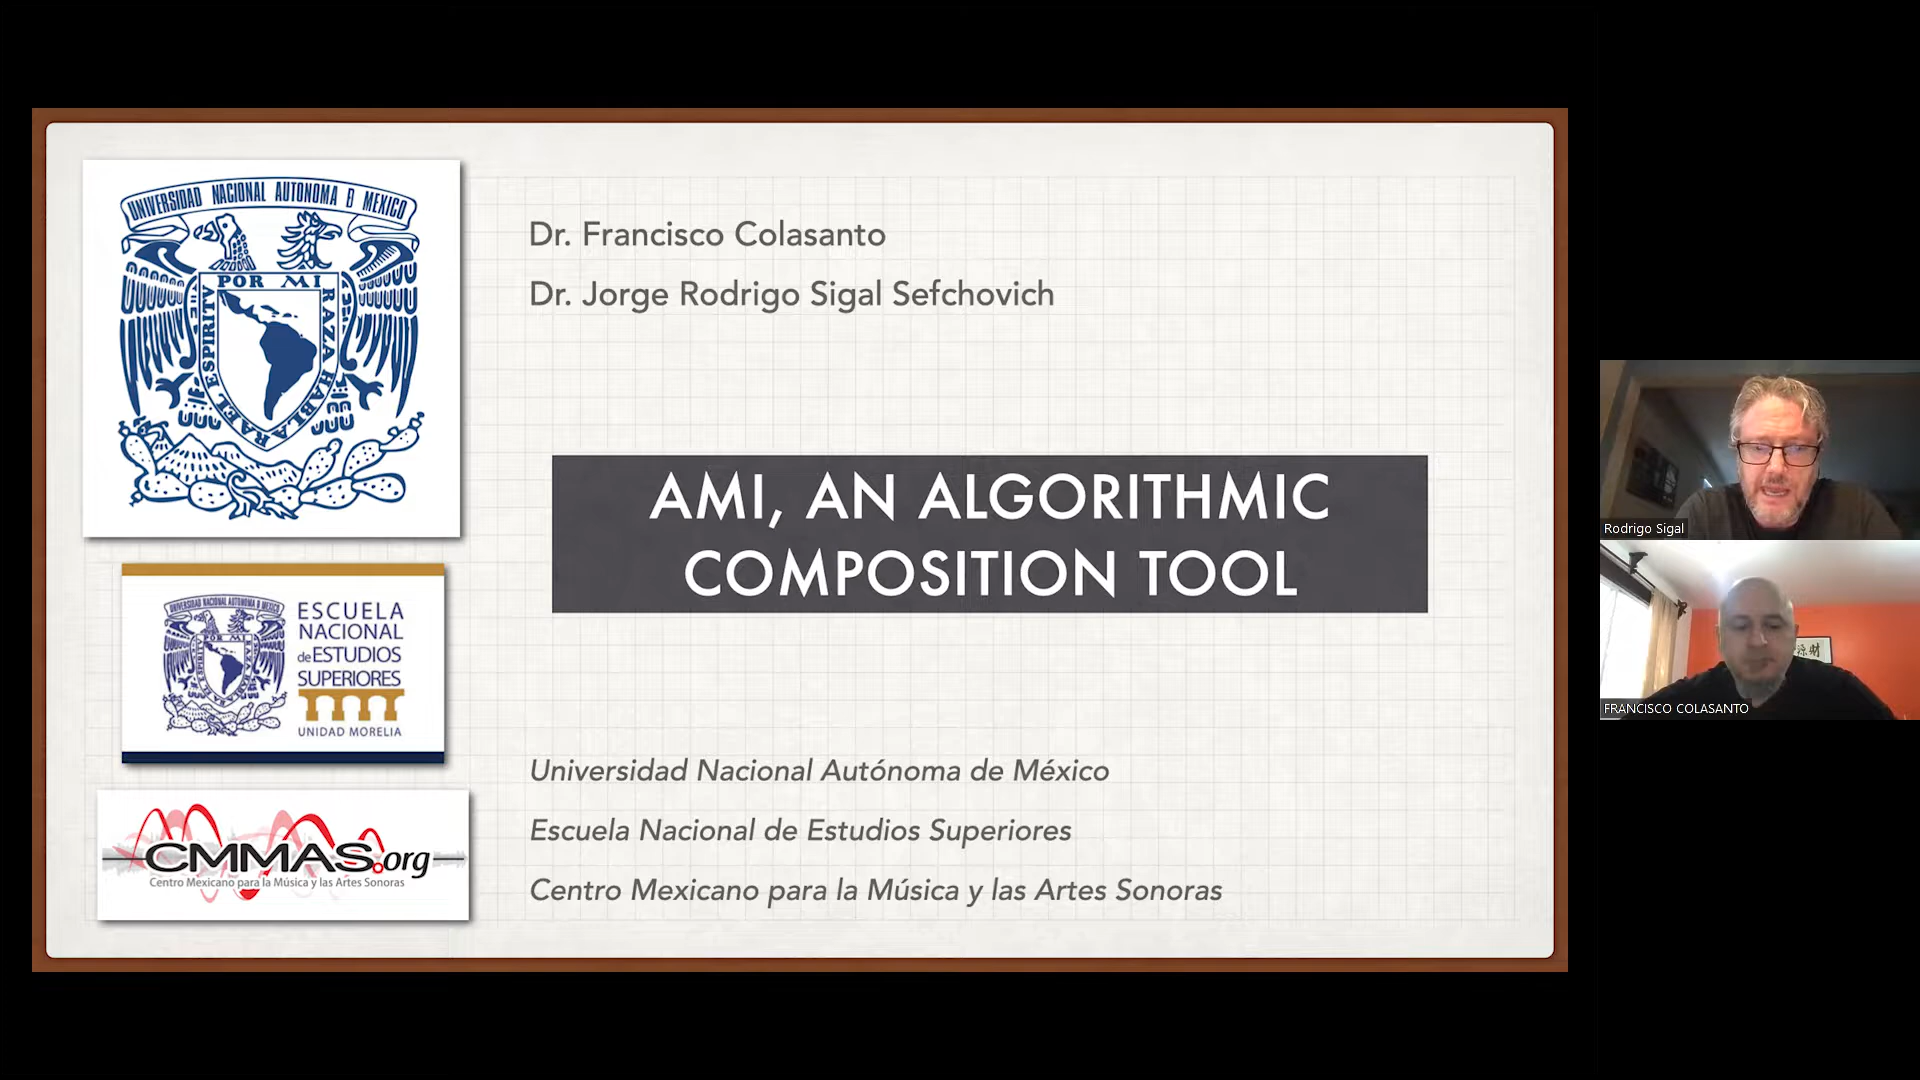 UNIVERSIDAD NACIONAL AUTONOMA D MEXICO
POR MI RAZA HABLARA EL ESPIRITV
Dr. Francisco Colasanto
Dr. Jorge Rodrigo Sigal Sefchovich
AMI, AN ALGORITHMIC
COMPOSITION TOOL
ESCUELA
NACIONAL
de ESTUDIOS
SUPERIORES
UNIDAD MORELIA
CMMAS.org
Centro Mexicano para la Música y las Artes Sonoras
Universidad Nacional Autónoma de México
Escuela Nacional de Estudios Superiores
Centro Mexicano para la Música y las Artes Sonoras
Rodrigo Sigal
FRANCISCO COLASANTO